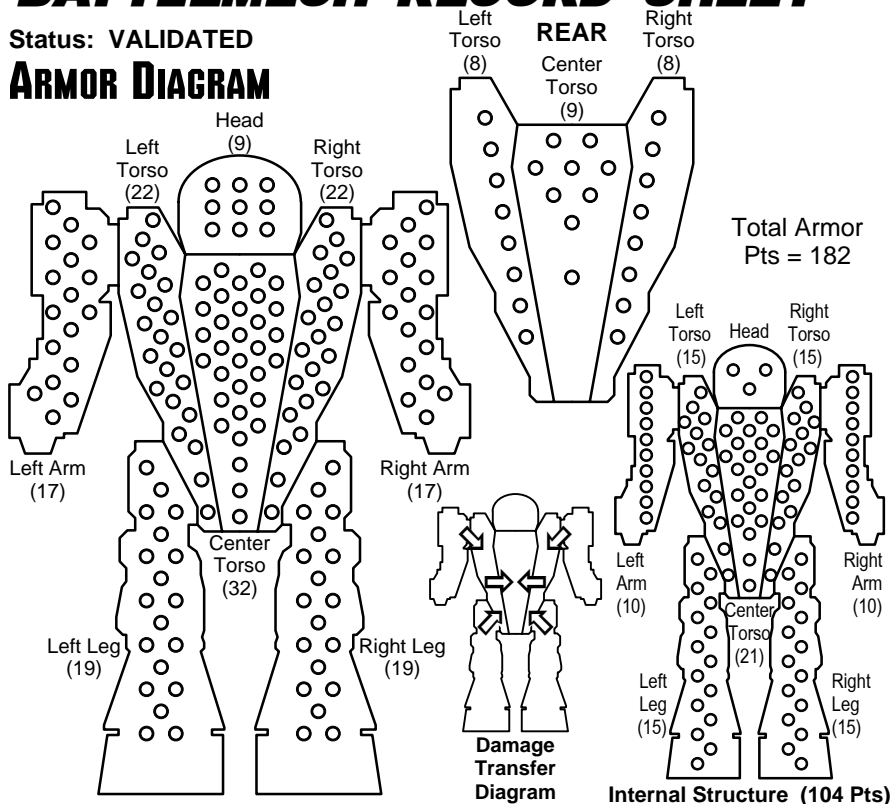 BATTLEMECH RECORD SHEET
Status: VALIDATED
ARMOR DIAGRAM
Head
(9)
Left
Torso
(22)
Right
Torso
(22)
Left Arm
(17)
Right Arm
(17)
Center
Torso
(32)
Left Leg
(19)
Right Leg
(19)
REAR
Left
Torso
(8)
Center
Torso
(9)
Right
Torso
(8)
Total Armor
Pts = 182
Left
Torso
(15)
Head
Right
Torso
(15)
Left
Arm
(10)
Right
Arm
(10)
Center
Torso
(21)
Left
Leg
(15)
Right
Leg
(15)
Damage
Transfer
Diagram
Internal Structure (104 Pts)